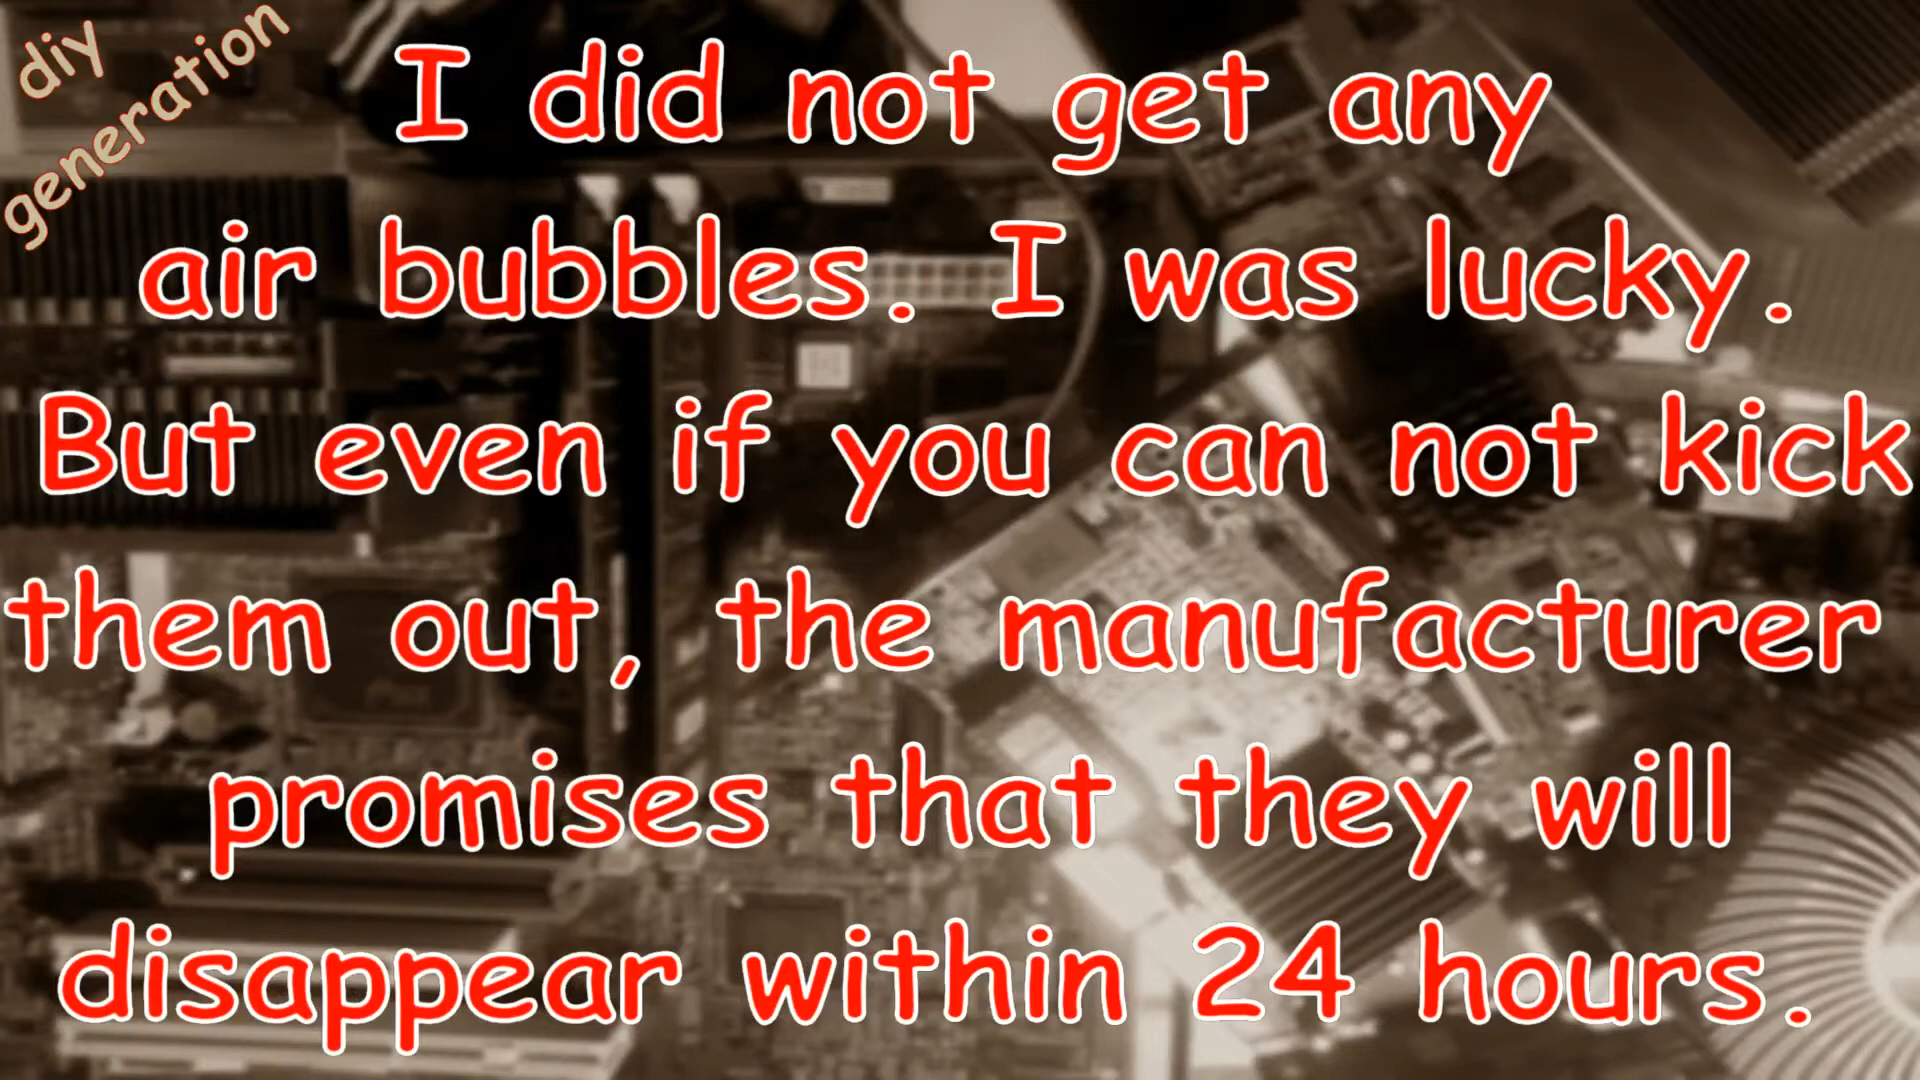 diy
generation
I did not get any
air bubbles. I was lucky.
But even if you can not kick
them out, the manufacturer
promises that they will
disappear within 24 hours.